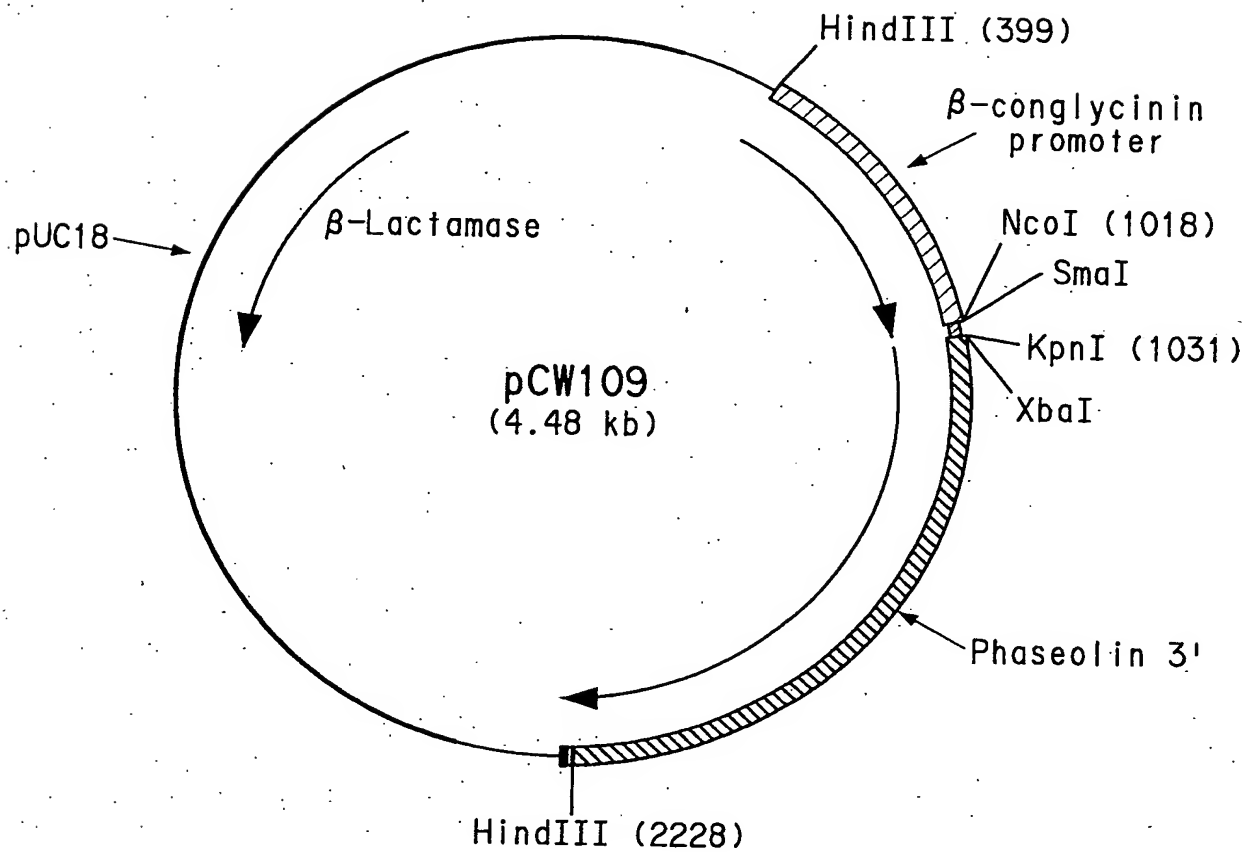 HindIII (399)
β-conglycinin
promoter
NcoI (1018)
SmaI
KpnI (1031)
XbaI
β-Lactamase
pUC18
pCW109
(4.48 kb)
Phaseolin 3'
HindIII (2228)